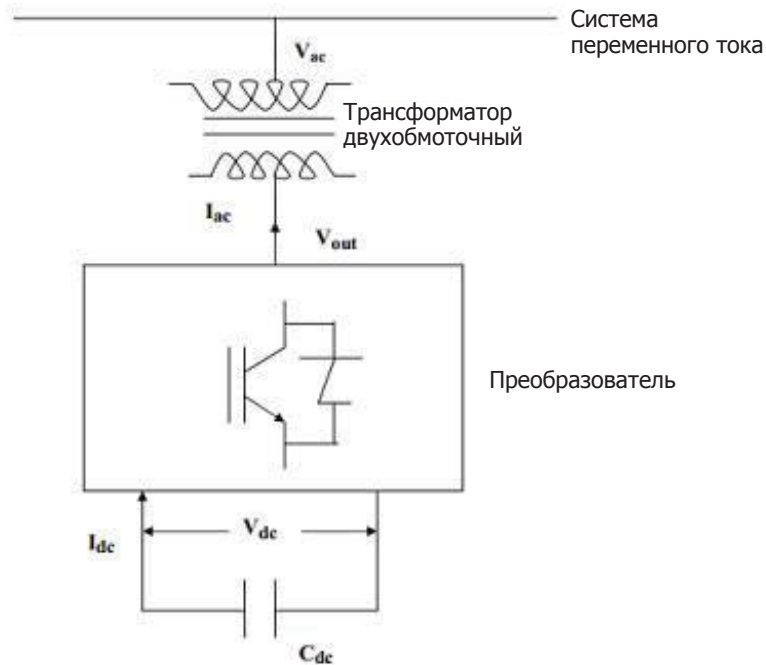 Система
переменного тока
Vac
Трансформатор
двухобмоточный
Iac
Vout
Преобразователь
Vdc
Idc
Cdc